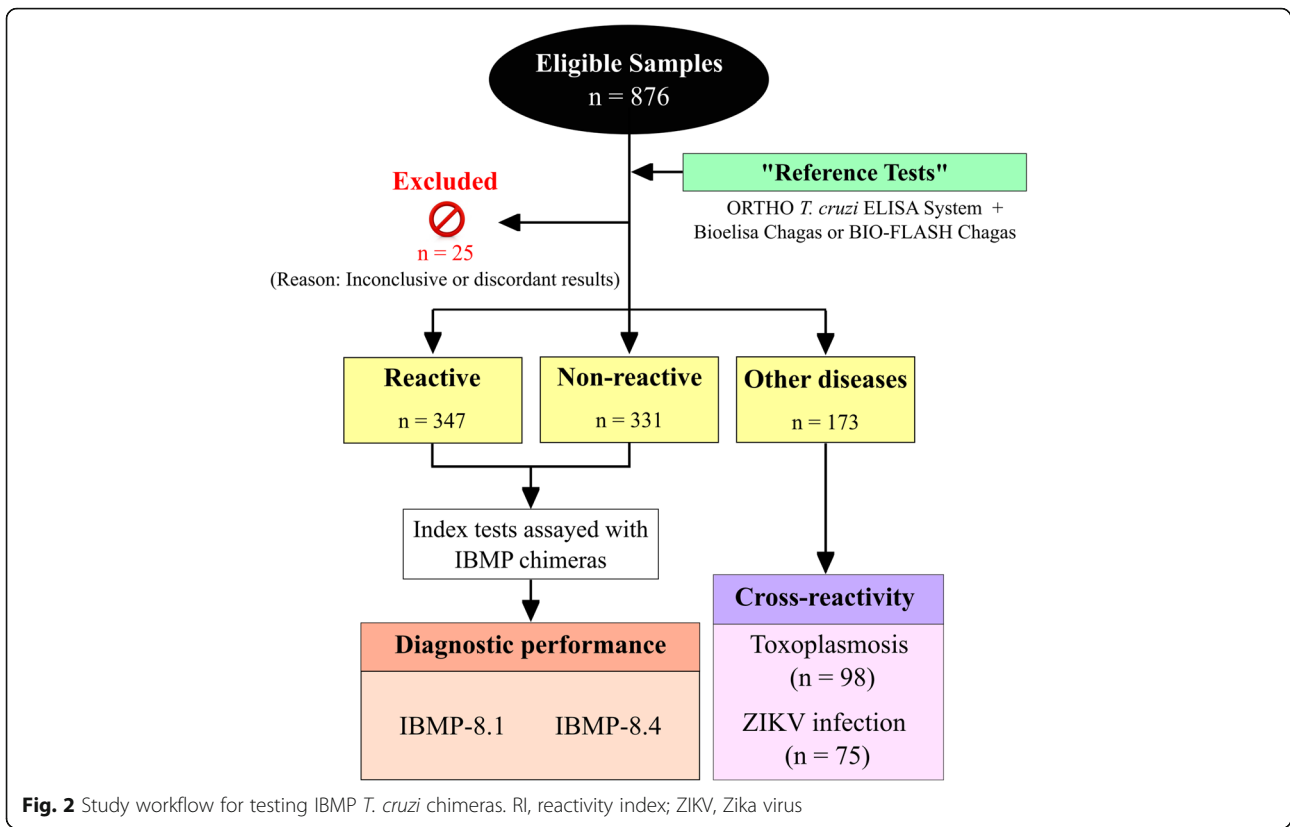 Eligible Samples
n = 876
"Reference Tests"
ORTHO T. cruzi ELISA System +
Bioelisa Chagas or BIO-FLASH Chagas
Excluded
n = 25
(Reason: Inconclusive or discordant results)
Reactive
n = 347
Non-reactive
n = 331
Other diseases
n = 173
Index tests assayed with
IBMP chimeras
Diagnostic performance
IBMP-8.1 IBMP-8.4
Cross-reactivity
Toxoplasmosis
(n = 98)
ZIKV infection
(n = 75)
Fig. 2 Study workflow for testing IBMP T. cruzi chimeras. RI, reactivity index; ZIKV, Zika virus